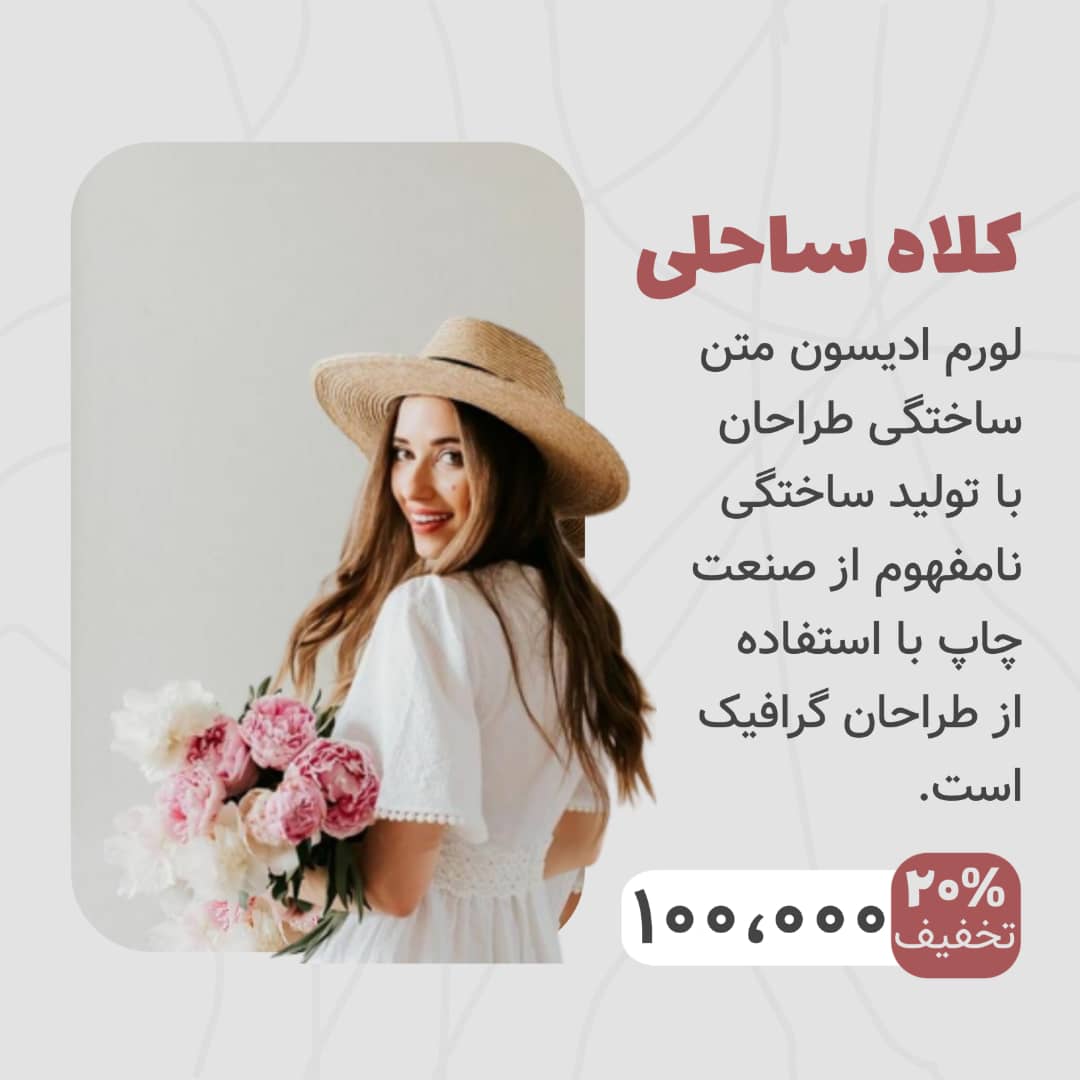 کلاه ساحلی
لورم ادیسون متن
ساختگی طراحان
با تولید ساختگی
نامفهوم از صنعت
چاپ با استفاده
از طراحان گرافیک
است.
۲۰%
تخفیف
۱۰۰،۰۰۰